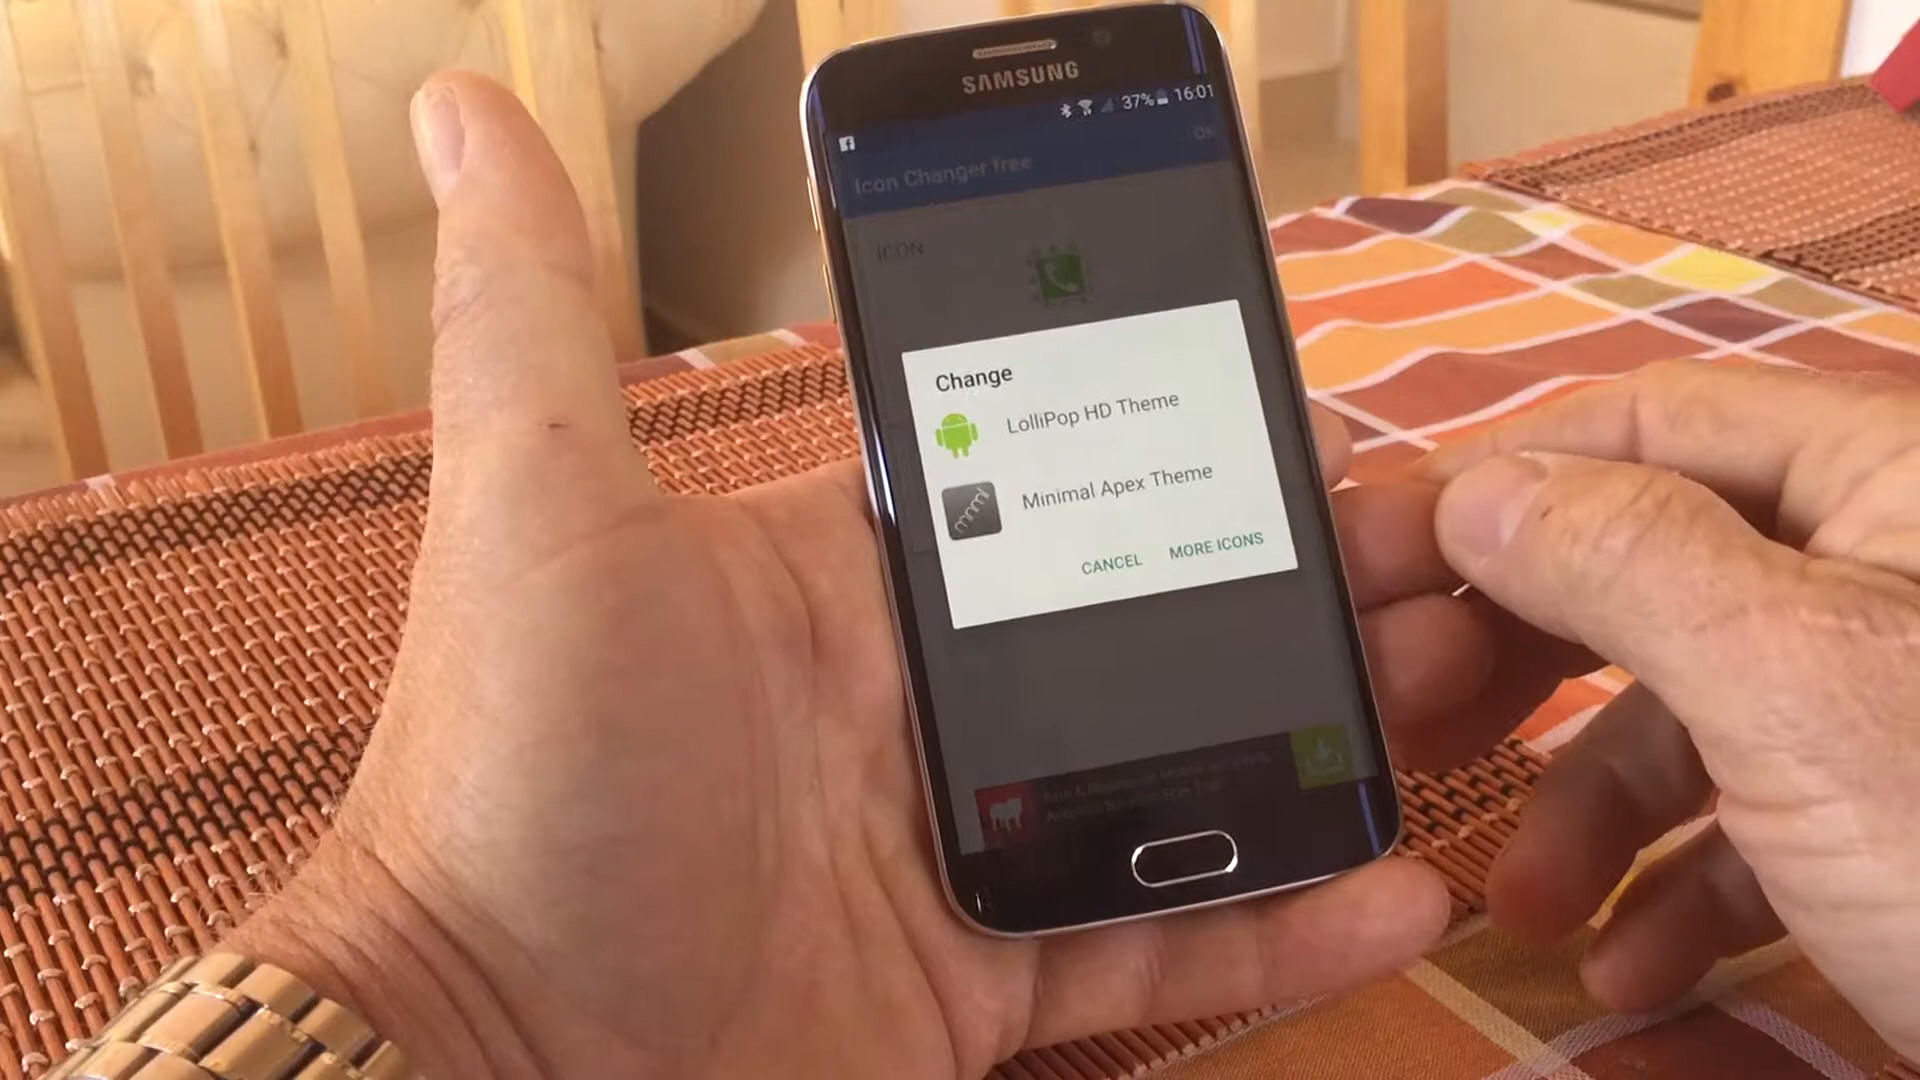 SAMSUNG
37% 16:01
Icon Changer free
ICON
Change
LolliPop HD Theme
Minimal Apex Theme
CANCEL MORE ICONS